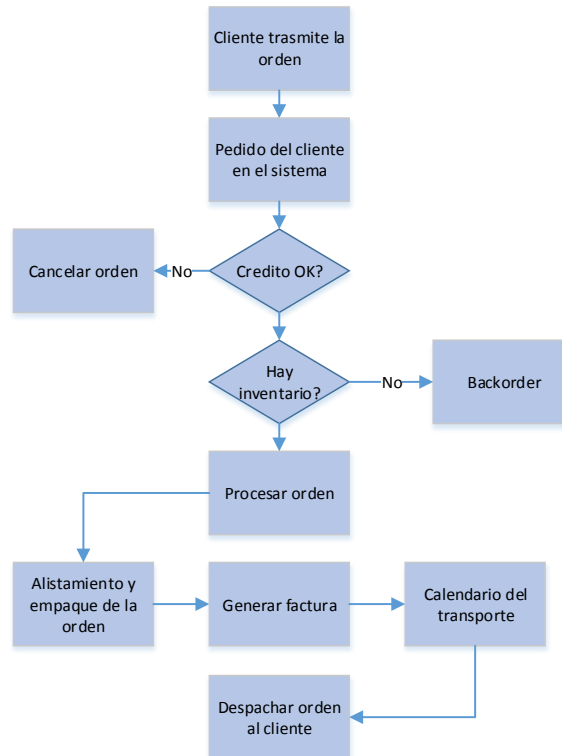 Cliente trasmite la
orden
Pedido del cliente
en el sistema
Cancelar orden
No
Credito OK?
Hay
inventario?
No
Backorder
Procesar orden
Alistamiento y
empaque de la
orden
Generar factura
Calendario del
transporte
Despachar orden
al cliente